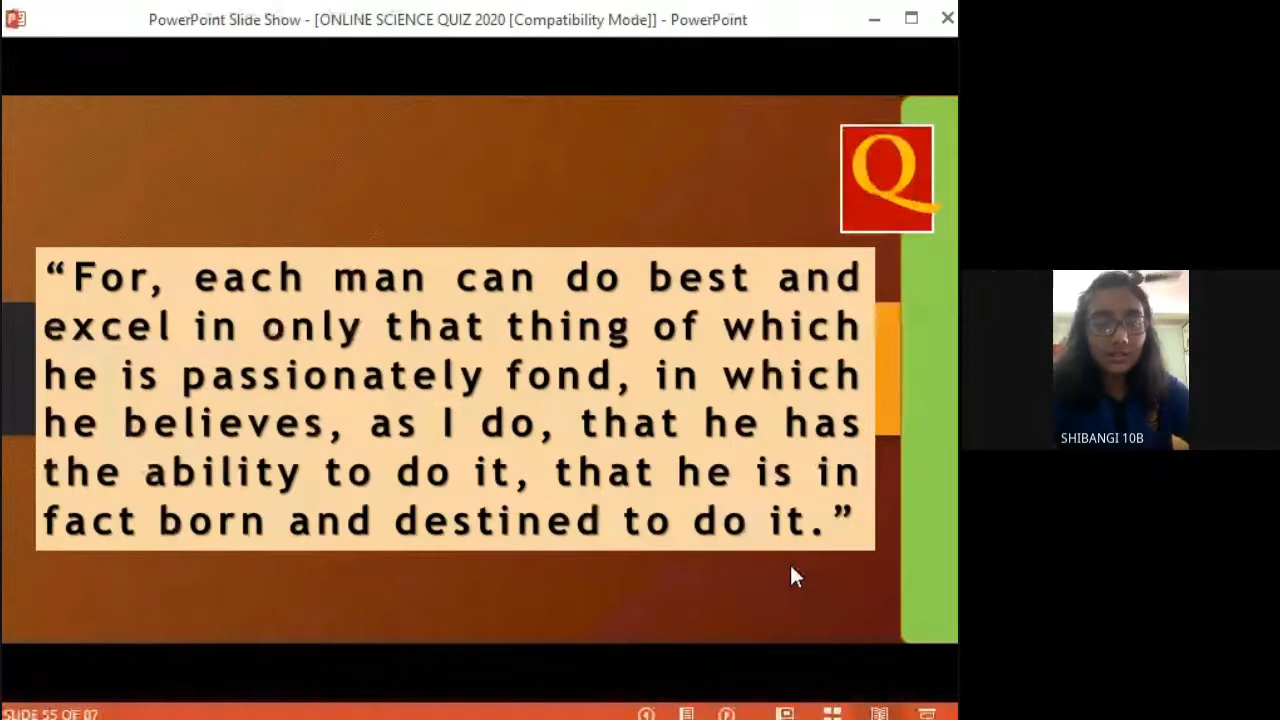 PowerPoint Slide Show - [ONLINE SCIENCE QUIZ 2020 [Compatibility Mode]] - PowerPoint
Q
“For, each man can do best and
excel in only that thing of which
he is passionately fond, in which
he believes, as I do, that he has
the ability to do it, that he is in
fact born and destined to do it.”
SHIBANGI 10B
SLIDE 55 OF 87